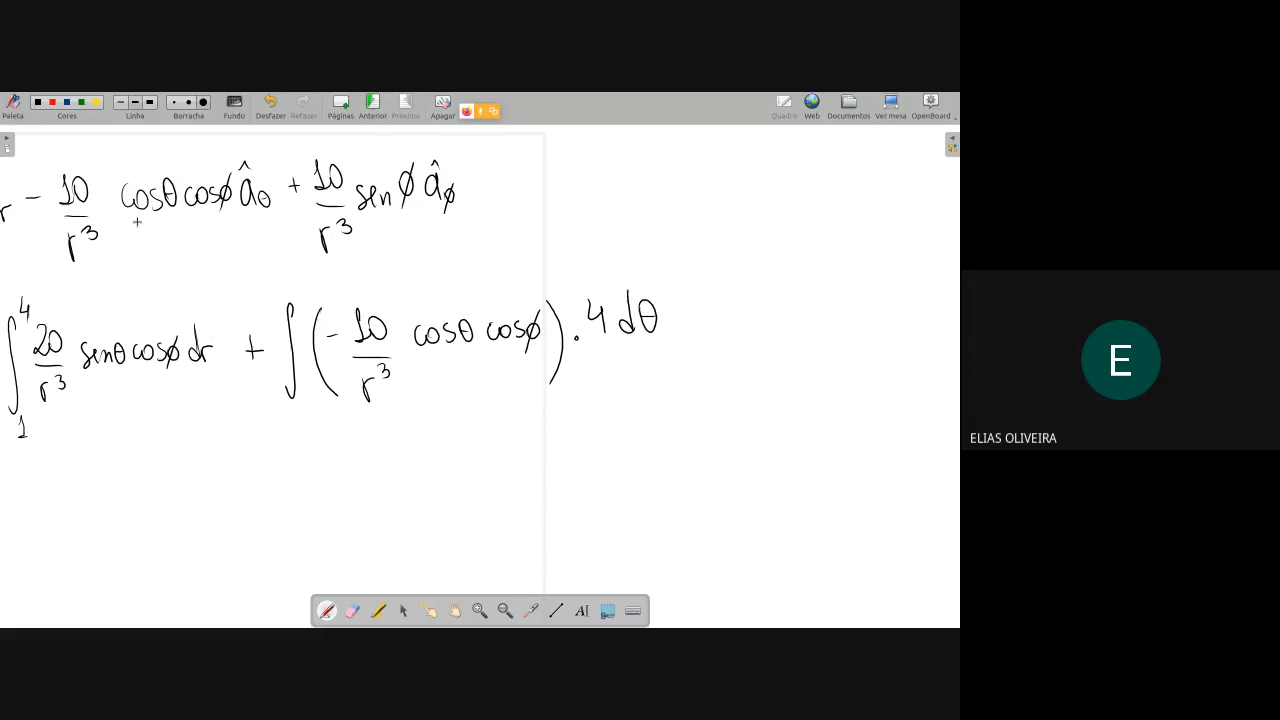 Paleta Cores Linha Borracha Fundo Desfazer Refazer Páginas Anterior Próximo Apagar Quadro Web Documentos Ver mesa OpenBoard
r − 10/r³ cosθ cosϕ âθ + 10/r³ sen ϕ âϕ
∫₁⁴ 20/r³ senθ cosϕ dr + ∫ (− 10/r³ cosθ cosϕ) . 4 dθ
E
ELIAS OLIVEIRA
AI